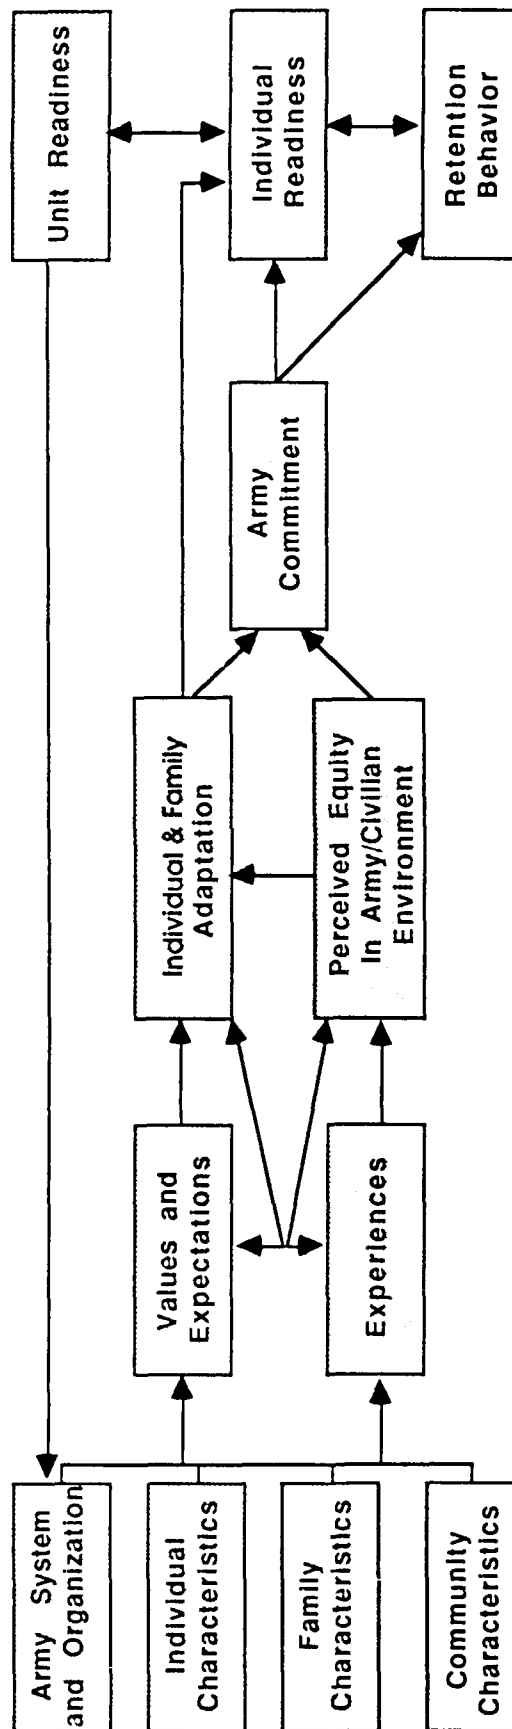 Army System
and Organization
Individual
Characteristics
Family
Characteristics
Community
Characteristics
Values and
Expectations
Experiences
Individual & Family
Adaptation
Perceived Equity
In Army/Civilian
Environment
Army
Commitment
Unit Readiness
Individual
Readiness
Retention
Behavior